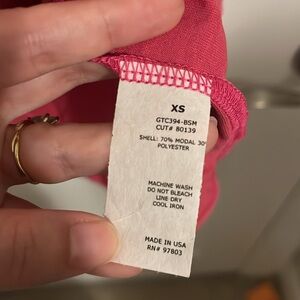 XS
GTC394-BSM
CUT# 80139
SHELL: 70% MODAL 30
POLYESTER
MACHINE WASH
DO NOT BLEACH
LINE DRY
COOL IRON
MADE IN USA
RN# 97803